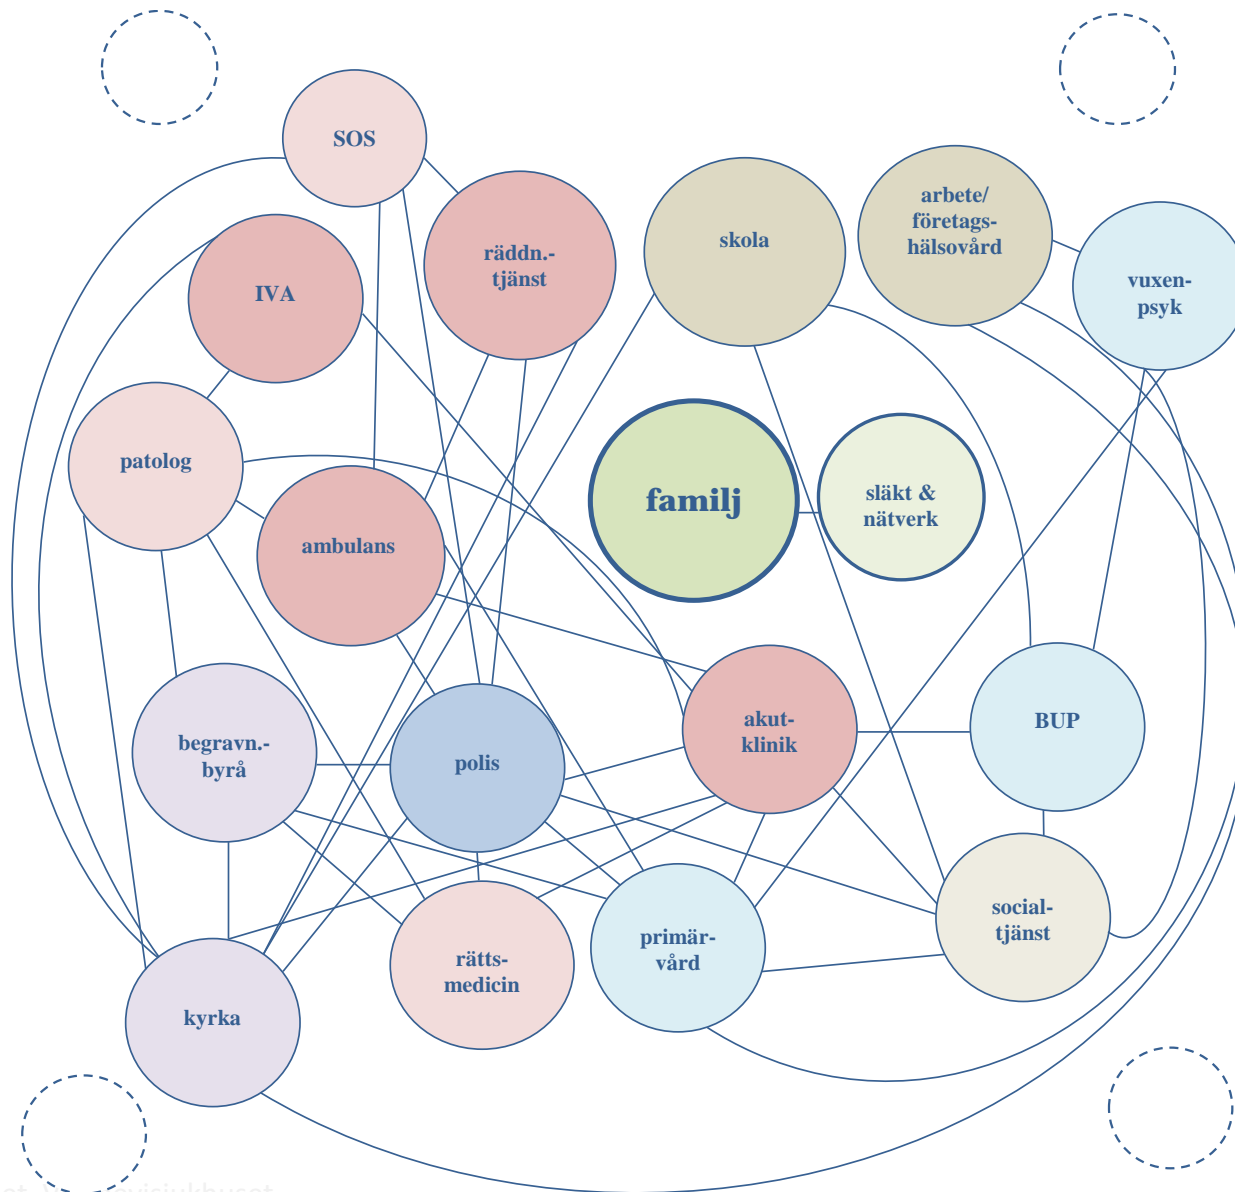 SOS
räddn.-
tjänst
skola
arbete/
företags-
hälsovård
vuxen-
psyk
IVA
patolog
ambulans
familj
släkt &
nätverk
begravn.-
byrå
polis
akut-
klinik
BUP
kyrka
rätts-
medicin
primär-
vård
social-
tjänst